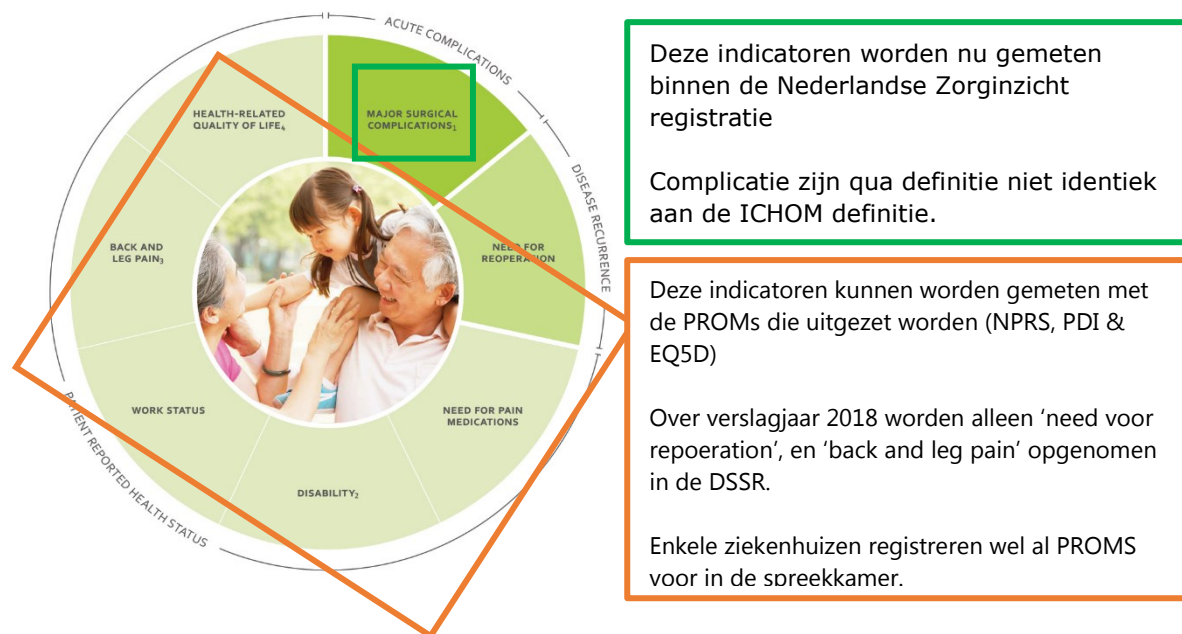 ACUTE COMPLICATIONS
DISEASE RECURRENCE
PATIENT REPORTED HEALTH STATUS
HEALTH-RELATED
QUALITY OF LIFE4
MAJOR SURGICAL
COMPLICATIONS1
BACK AND
LEG PAIN3
NEED FOR
REOPERATION
WORK STATUS
NEED FOR PAIN
MEDICATIONS
DISABILITY2
Deze indicatoren worden nu gemeten
binnen de Nederlandse Zorginzicht
registratie
Complicatie zijn qua definitie niet identiek
aan de ICHOM definitie.
Deze indicatoren kunnen worden gemeten met
de PROMs die uitgezet worden (NPRS, PDI &
EQ5D)
Over verslagjaar 2018 worden alleen ‘need voor
repoeration’, en ‘back and leg pain’ opgenomen
in de DSSR.
Enkele ziekenhuizen registreren wel al PROMS
voor in de spreekkamer.